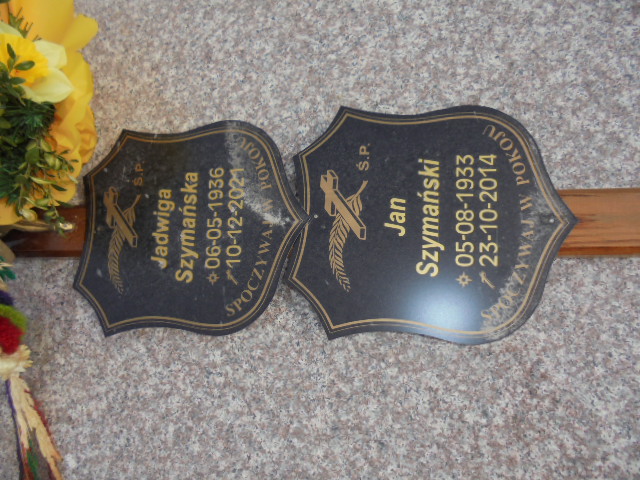 Ś.P.
Jadwiga
Szymańska
☼ 06-05-1936
† 10-12-2021
SPOCZYWAJ W POKOJU
Ś.P.
Jan
Szymański
☼ 05-08-1933
† 23-10-2014
SPOCZYWAJ W POKOJU